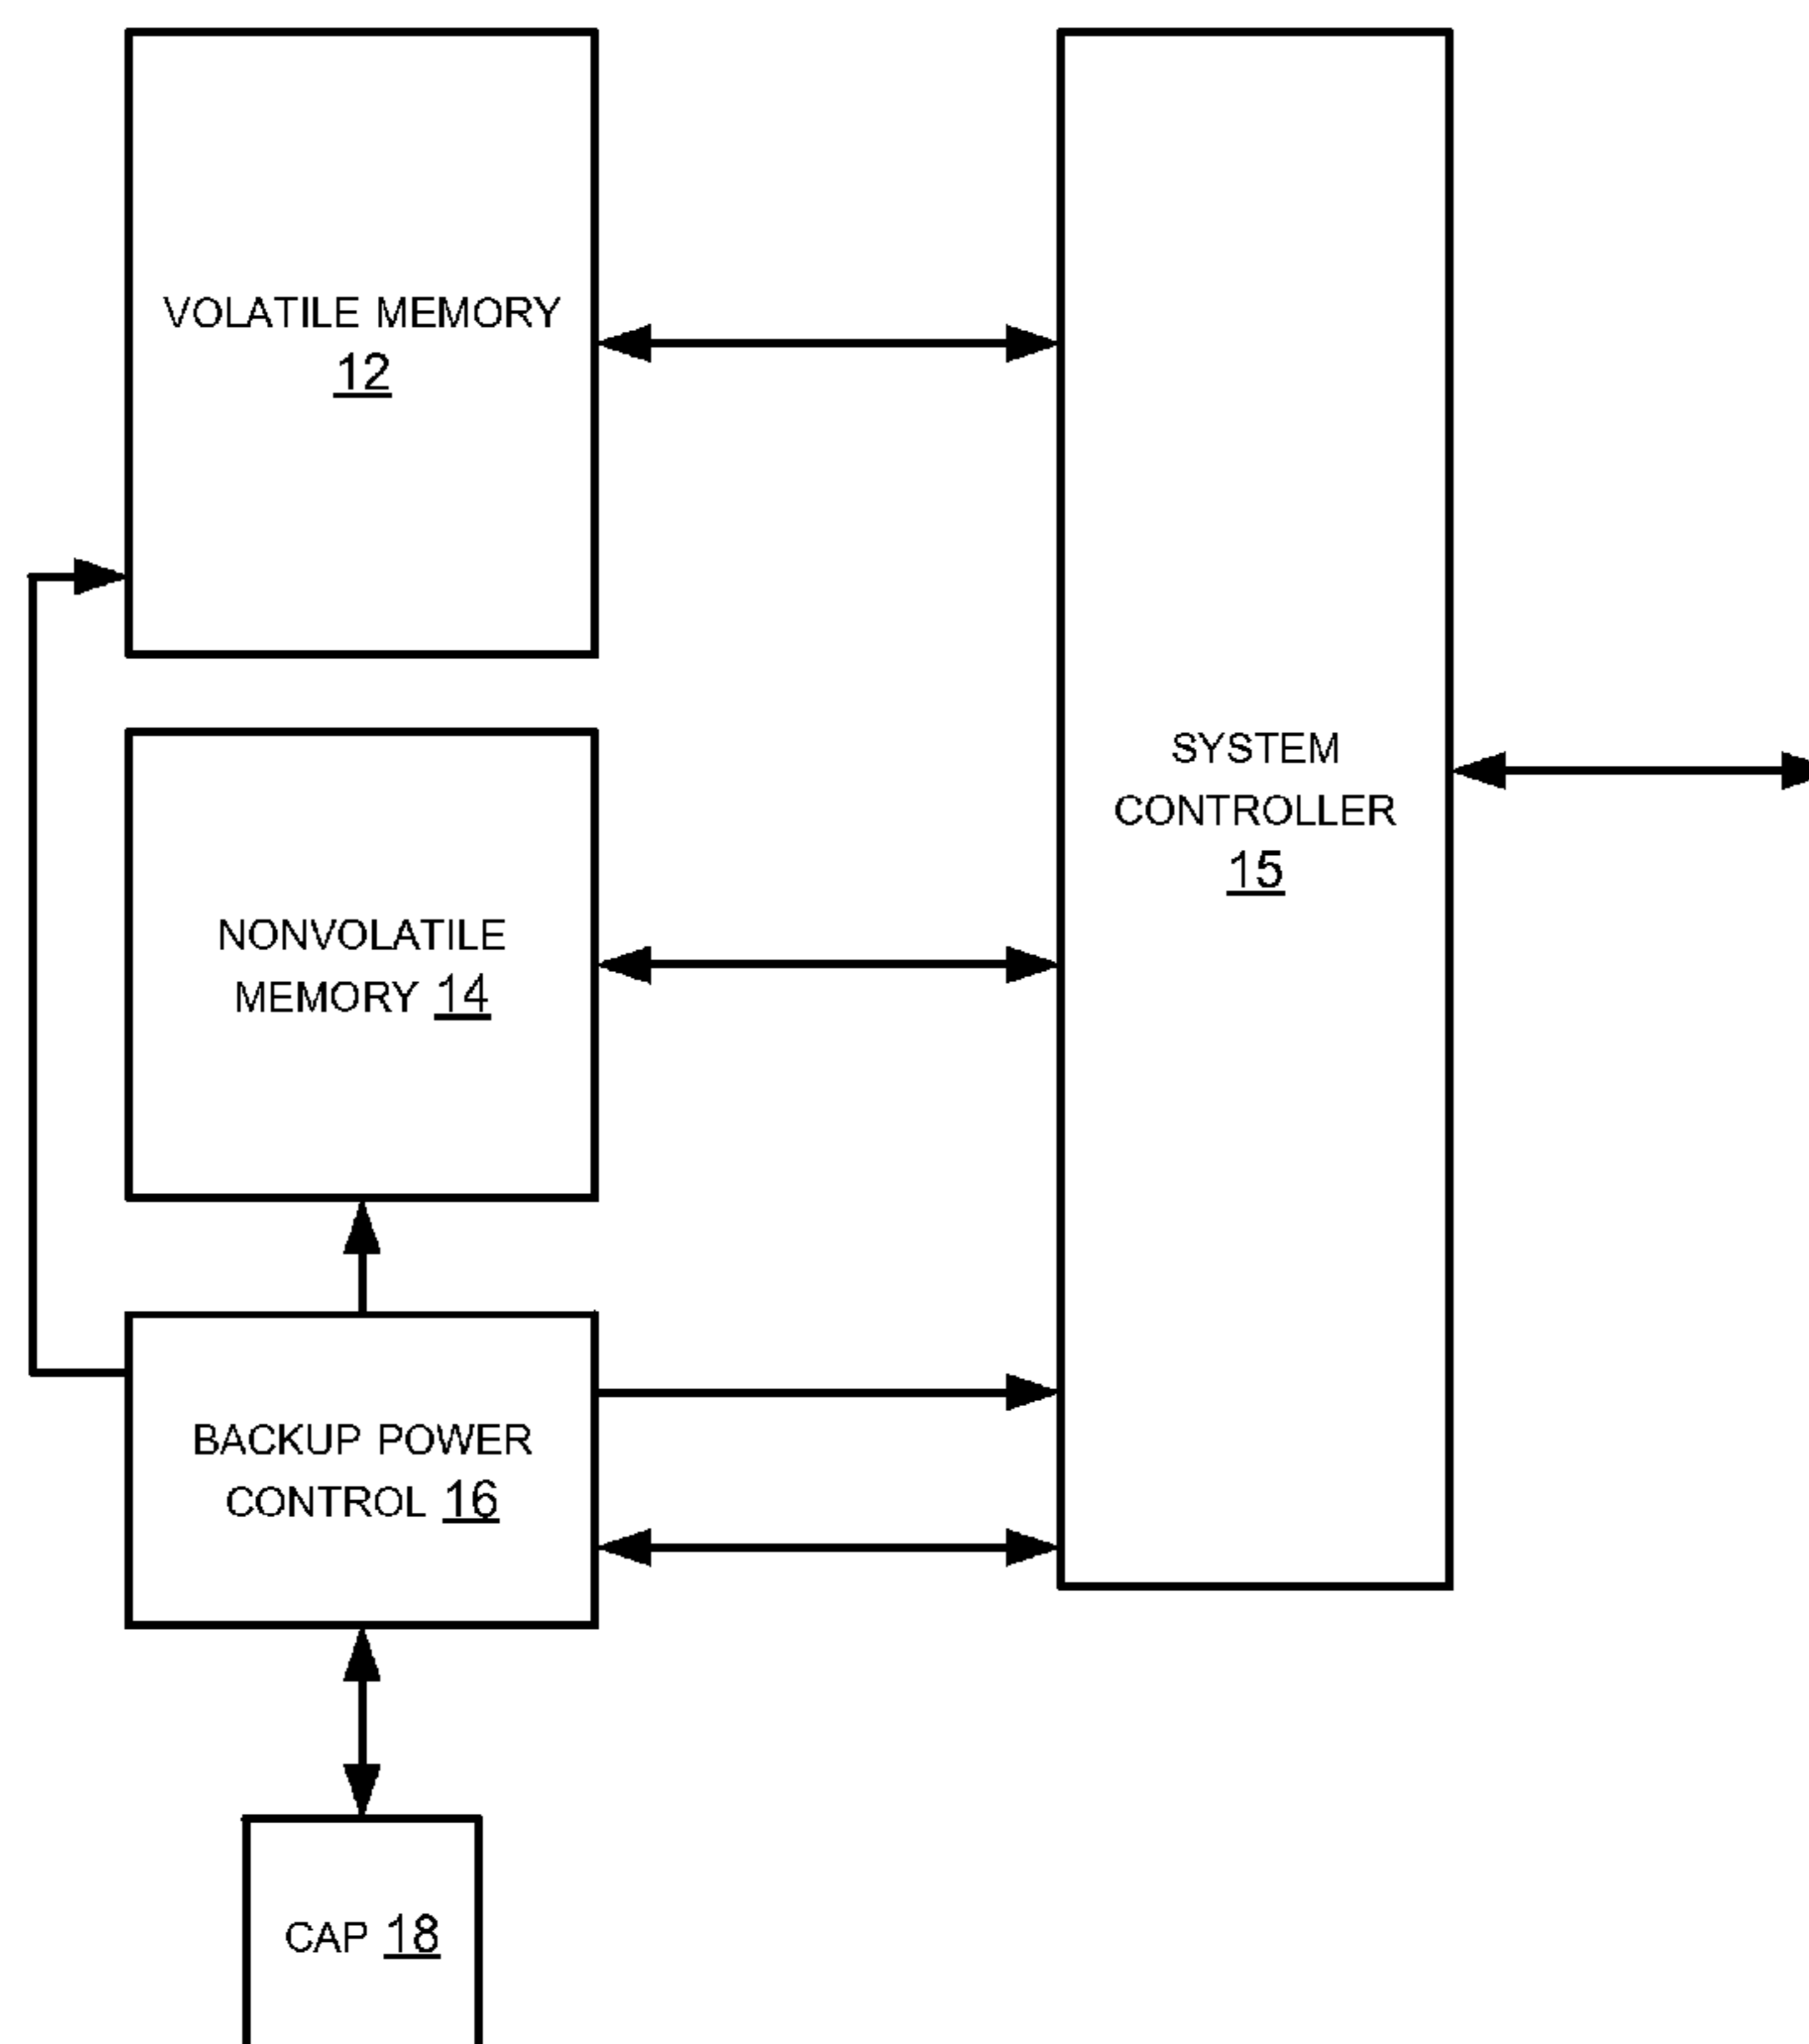 VOLATILE MEMORY
12
SYSTEM
CONTROLLER
15
NONVOLATILE
MEMORY 14
BACKUP POWER
CONTROL 16
CAP 18